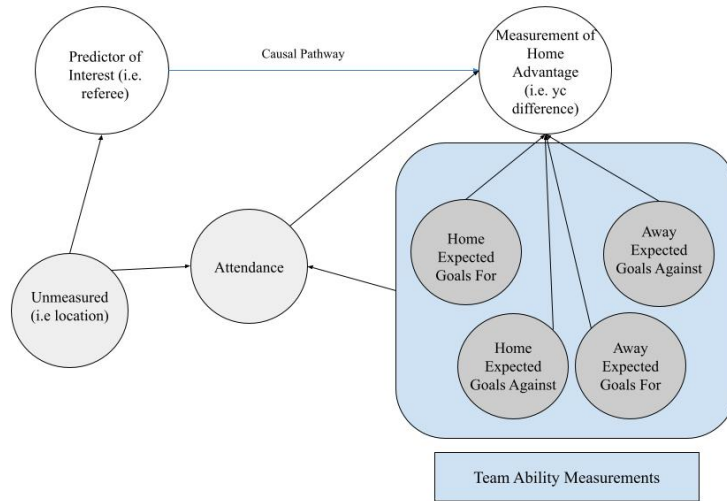 Predictor of
Interest (i.e.
referee)
Causal Pathway
Measurement of
Home
Advantage
(i.e. yc
difference)
Attendance
Unmeasured
(i.e location)
Home
Expected
Goals For
Away
Expected
Goals Against
Home
Expected
Goals Against
Away
Expected
Goals For
Team Ability Measurements